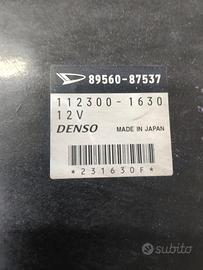 89560-87537
112300-1630
12V
DENSO MADE IN JAPAN
*231630F*
subito